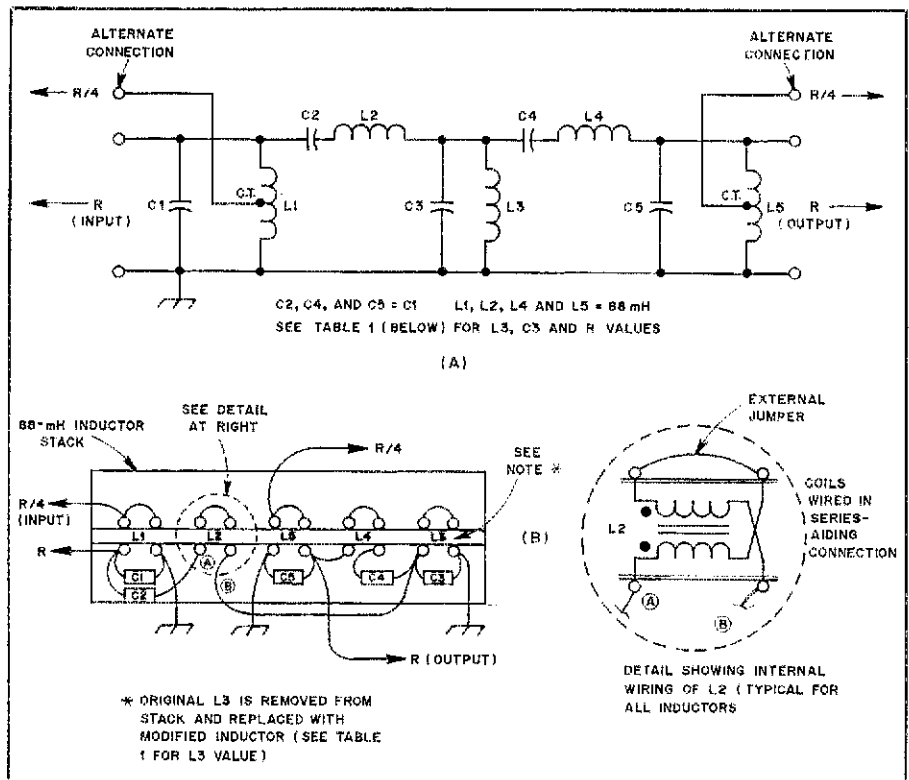 ALTERNATE
CONNECTION
ALTERNATE
CONNECTION
R/4
R/4
C2
L2
C4
L4
C.T.
C.T.
R
(INPUT)
C1
L1
C3
L3
C5
L5
R
(OUTPUT)
C2, C4, AND C5 = C1 L1, L2, L4 AND L5 = 88 mH
SEE TABLE 1 (BELOW) FOR L3, C3 AND R VALUES
(A)
88-mH INDUCTOR
STACK
SEE DETAIL
AT RIGHT
R/4
SEE
NOTE *
EXTERNAL
JUMPER
R/4
(INPUT)
L1
L2
L5
L4
L3
R
A
B
C1
C2
C5
C4
C3
R (OUTPUT)
(B)
L2
COILS
WIRED IN
SERIES-
AIDING
CONNECTION
A
B
DETAIL SHOWING INTERNAL
WIRING OF L2 (TYPICAL FOR
ALL INDUCTORS
* ORIGINAL L3 IS REMOVED FROM
STACK AND REPLACED WITH
MODIFIED INDUCTOR (SEE TABLE
1 FOR L3 VALUE)